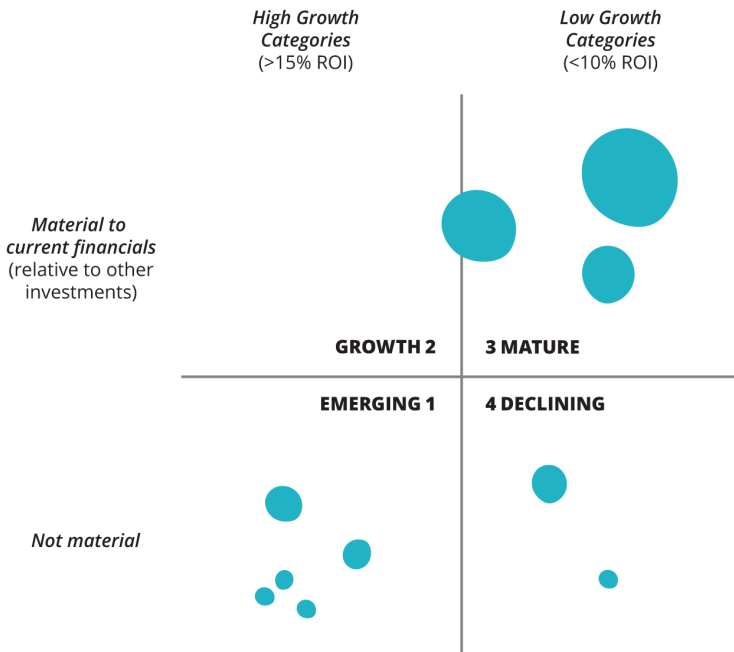 High Growth
Categories
(>15% ROI)
Low Growth
Categories
(<10% ROI)
Material to
current financials
(relative to other
investments)
GROWTH 2
3 MATURE
EMERGING 1
4 DECLINING
Not material